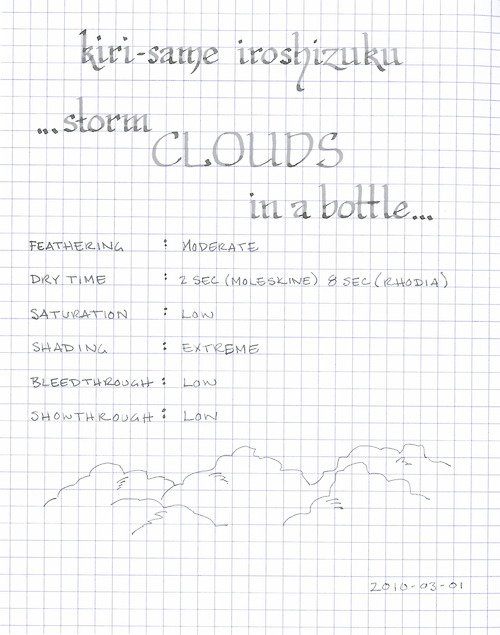 kiri-same iroshizuku
...storm
CLOUDS
in a bottle...
FEATHERING : MODERATE
DRY TIME : 2 SEC (MOLESKINE) 8 SEC (RHODIA)
SATURATION : LOW
SHADING : EXTREME
BLEEDTHROUGH : LOW
SHOWTHROUGH : LOW
2010-03-01